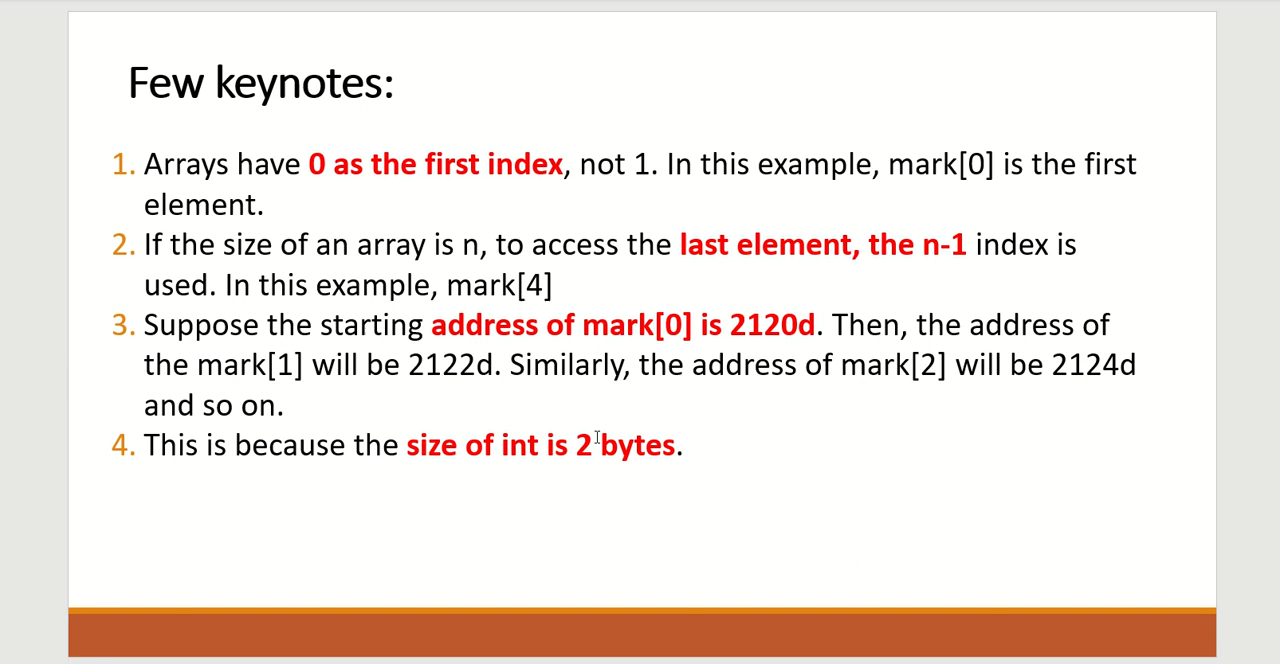 Few keynotes:
1. Arrays have 0 as the first index, not 1. In this example, mark[0] is the first
element.
2. If the size of an array is n, to access the last element, the n-1 index is
used. In this example, mark[4]
3. Suppose the starting address of mark[0] is 2120d. Then, the address of
the mark[1] will be 2122d. Similarly, the address of mark[2] will be 2124d
and so on.
4. This is because the size of int is 2 bytes.